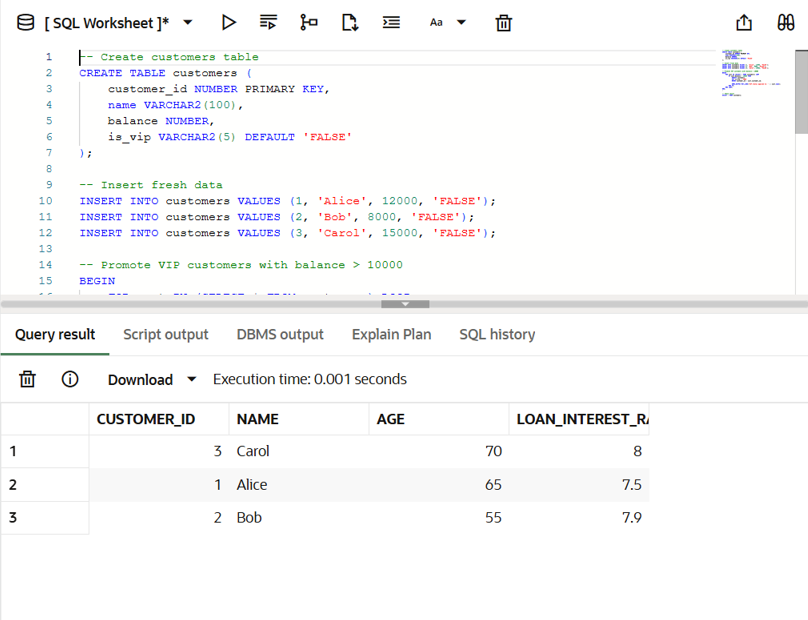 [ SQL Worksheet ]*
Aa
1 -- Create customers table
2 CREATE TABLE customers (
3 customer_id NUMBER PRIMARY KEY,
4 name VARCHAR2(100),
5 balance NUMBER,
6 is_vip VARCHAR2(5) DEFAULT 'FALSE'
7 );
8
9 -- Insert fresh data
10 INSERT INTO customers VALUES (1, 'Alice', 12000, 'FALSE');
11 INSERT INTO customers VALUES (2, 'Bob', 8000, 'FALSE');
12 INSERT INTO customers VALUES (3, 'Carol', 15000, 'FALSE');
13
14 -- Promote VIP customers with balance > 10000
15 BEGIN
Query result Script output DBMS output Explain Plan SQL history
Download Execution time: 0.001 seconds
CUSTOMER_ID NAME AGE LOAN_INTEREST_RA
1 3 Carol 70 8
2 1 Alice 65 7.5
3 2 Bob 55 7.9